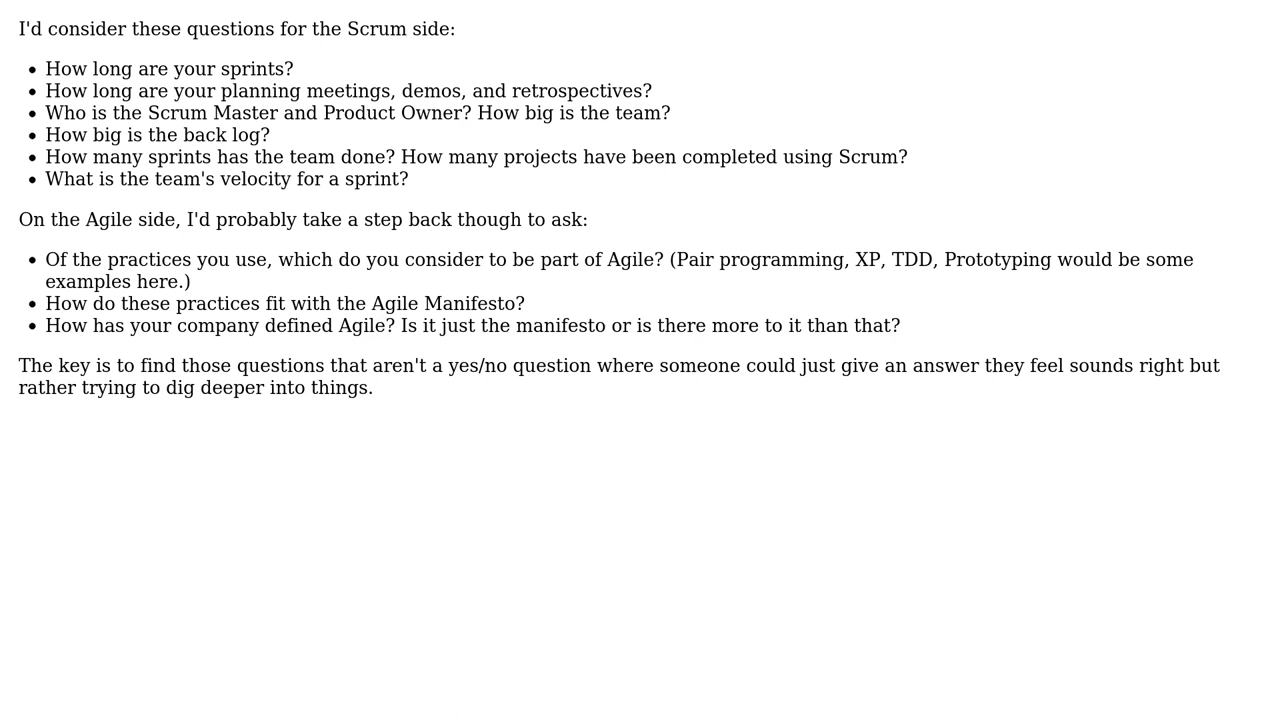 I'd consider these questions for the Scrum side:
• How long are your sprints?
• How long are your planning meetings, demos, and retrospectives?
• Who is the Scrum Master and Product Owner? How big is the team?
• How big is the back log?
• How many sprints has the team done? How many projects have been completed using Scrum?
• What is the team's velocity for a sprint?
On the Agile side, I'd probably take a step back though to ask:
• Of the practices you use, which do you consider to be part of Agile? (Pair programming, XP, TDD, Prototyping would be some
examples here.)
• How do these practices fit with the Agile Manifesto?
• How has your company defined Agile? Is it just the manifesto or is there more to it than that?
The key is to find those questions that aren't a yes/no question where someone could just give an answer they feel sounds right but
rather trying to dig deeper into things.